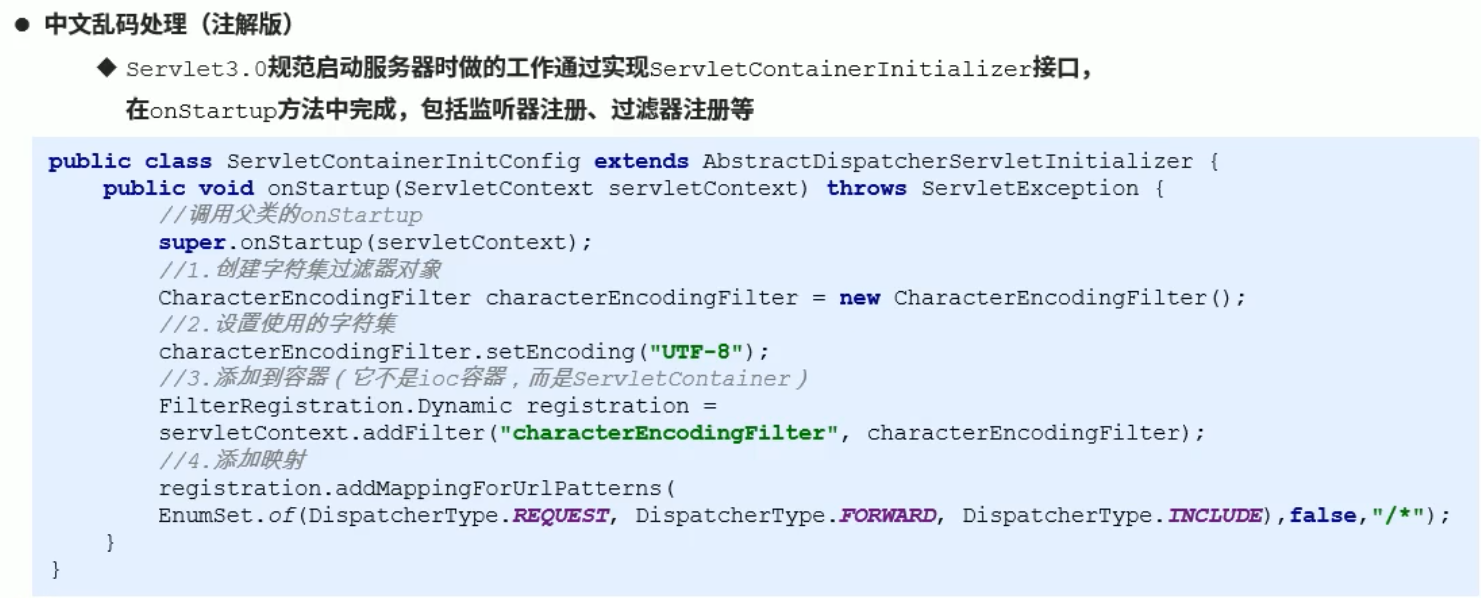 ● 中文乱码处理（注解版）
◆ Servlet3.0规范启动服务器时做的工作通过实现ServletContainerInitializer接口，
在onStartup方法中完成，包括监听器注册、过滤器注册等
public class ServletContainerInitConfig extends AbstractDispatcherServletInitializer {
    public void onStartup(ServletContext servletContext) throws ServletException {
        //调用父类的onStartup
        super.onStartup(servletContext);
        //1.创建字符集过滤器对象
        CharacterEncodingFilter characterEncodingFilter = new CharacterEncodingFilter();
        //2.设置使用的字符集
        characterEncodingFilter.setEncoding("UTF-8");
        //3.添加到容器（它不是ioc容器，而是ServletContainer）
        FilterRegistration.Dynamic registration =
        servletContext.addFilter("characterEncodingFilter", characterEncodingFilter);
        //4.添加映射
        registration.addMappingForUrlPatterns(
        EnumSet.of(DispatcherType.REQUEST, DispatcherType.FORWARD, DispatcherType.INCLUDE),false,"/*");
    }
}